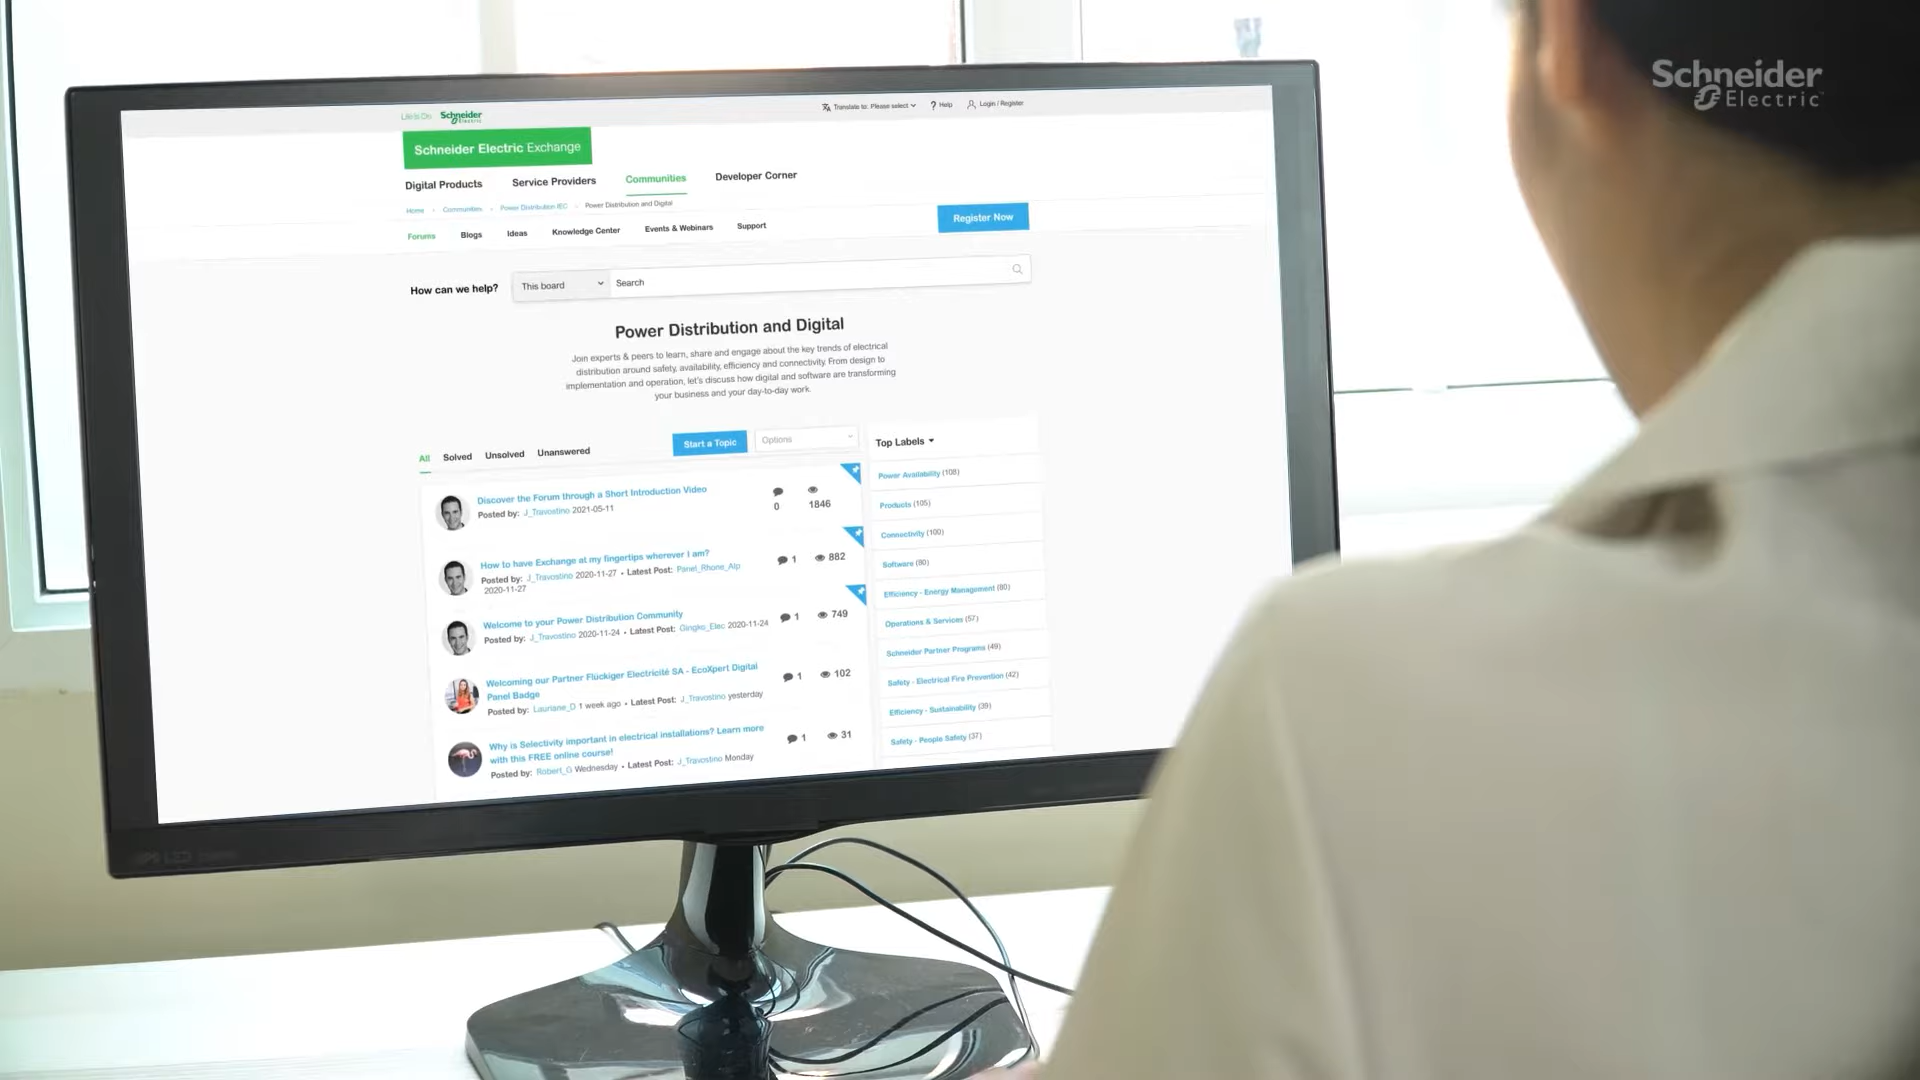 Schneider
Electric
Life Is On Schneider Electric
Translate to: Please select ? Help Login / Register
Schneider Electric Exchange
Digital Products Service Providers Communities Developer Corner
Home Communities Power Distribution IEC Power Distribution and Digital
Forums Blogs Ideas Knowledge Center Events & Webinars Support Register Now
How can we help? This board Search
Power Distribution and Digital
Join experts & peers to learn, share and engage about the key trends of electrical
distribution around safety, availability, efficiency and connectivity. From design to
implementation and operation, let's discuss how digital and software are transforming
your business and your day-to-day work.
All Solved Unsolved Unanswered Start a Topic Options
Discover the Forum through a Short Introduction Video
Posted by: J_Travostino 2021-05-11
0 1846
How to have Exchange at my fingertips wherever I am?
Posted by: J_Travostino 2020-11-27 • Latest Post: Panel_Rhone_Alp
2020-11-27
1 882
Welcome to your Power Distribution Community
Posted by: J_Travostino 2020-11-24 • Latest Post: Gingko_Elec 2020-11-24
1 749
Welcoming our Partner Flückiger Electricité SA - EcoXpert Digital
Panel Badge
Posted by: Lauriane_D 1 week ago • Latest Post: J_Travostino yesterday
1 102
Why is Selectivity important in electrical installations? Learn more
with this FREE online course!
Posted by: Robert_G Wednesday • Latest Post: J_Travostino Monday
1 31
Top Labels
Power Availability (108)
Products (105)
Connectivity (100)
Software (80)
Efficiency - Energy Management (80)
Operations & Services (57)
Schneider Partner Programs (49)
Safety - Electrical Fire Prevention (42)
Efficiency - Sustainability (39)
Safety - People Safety (37)